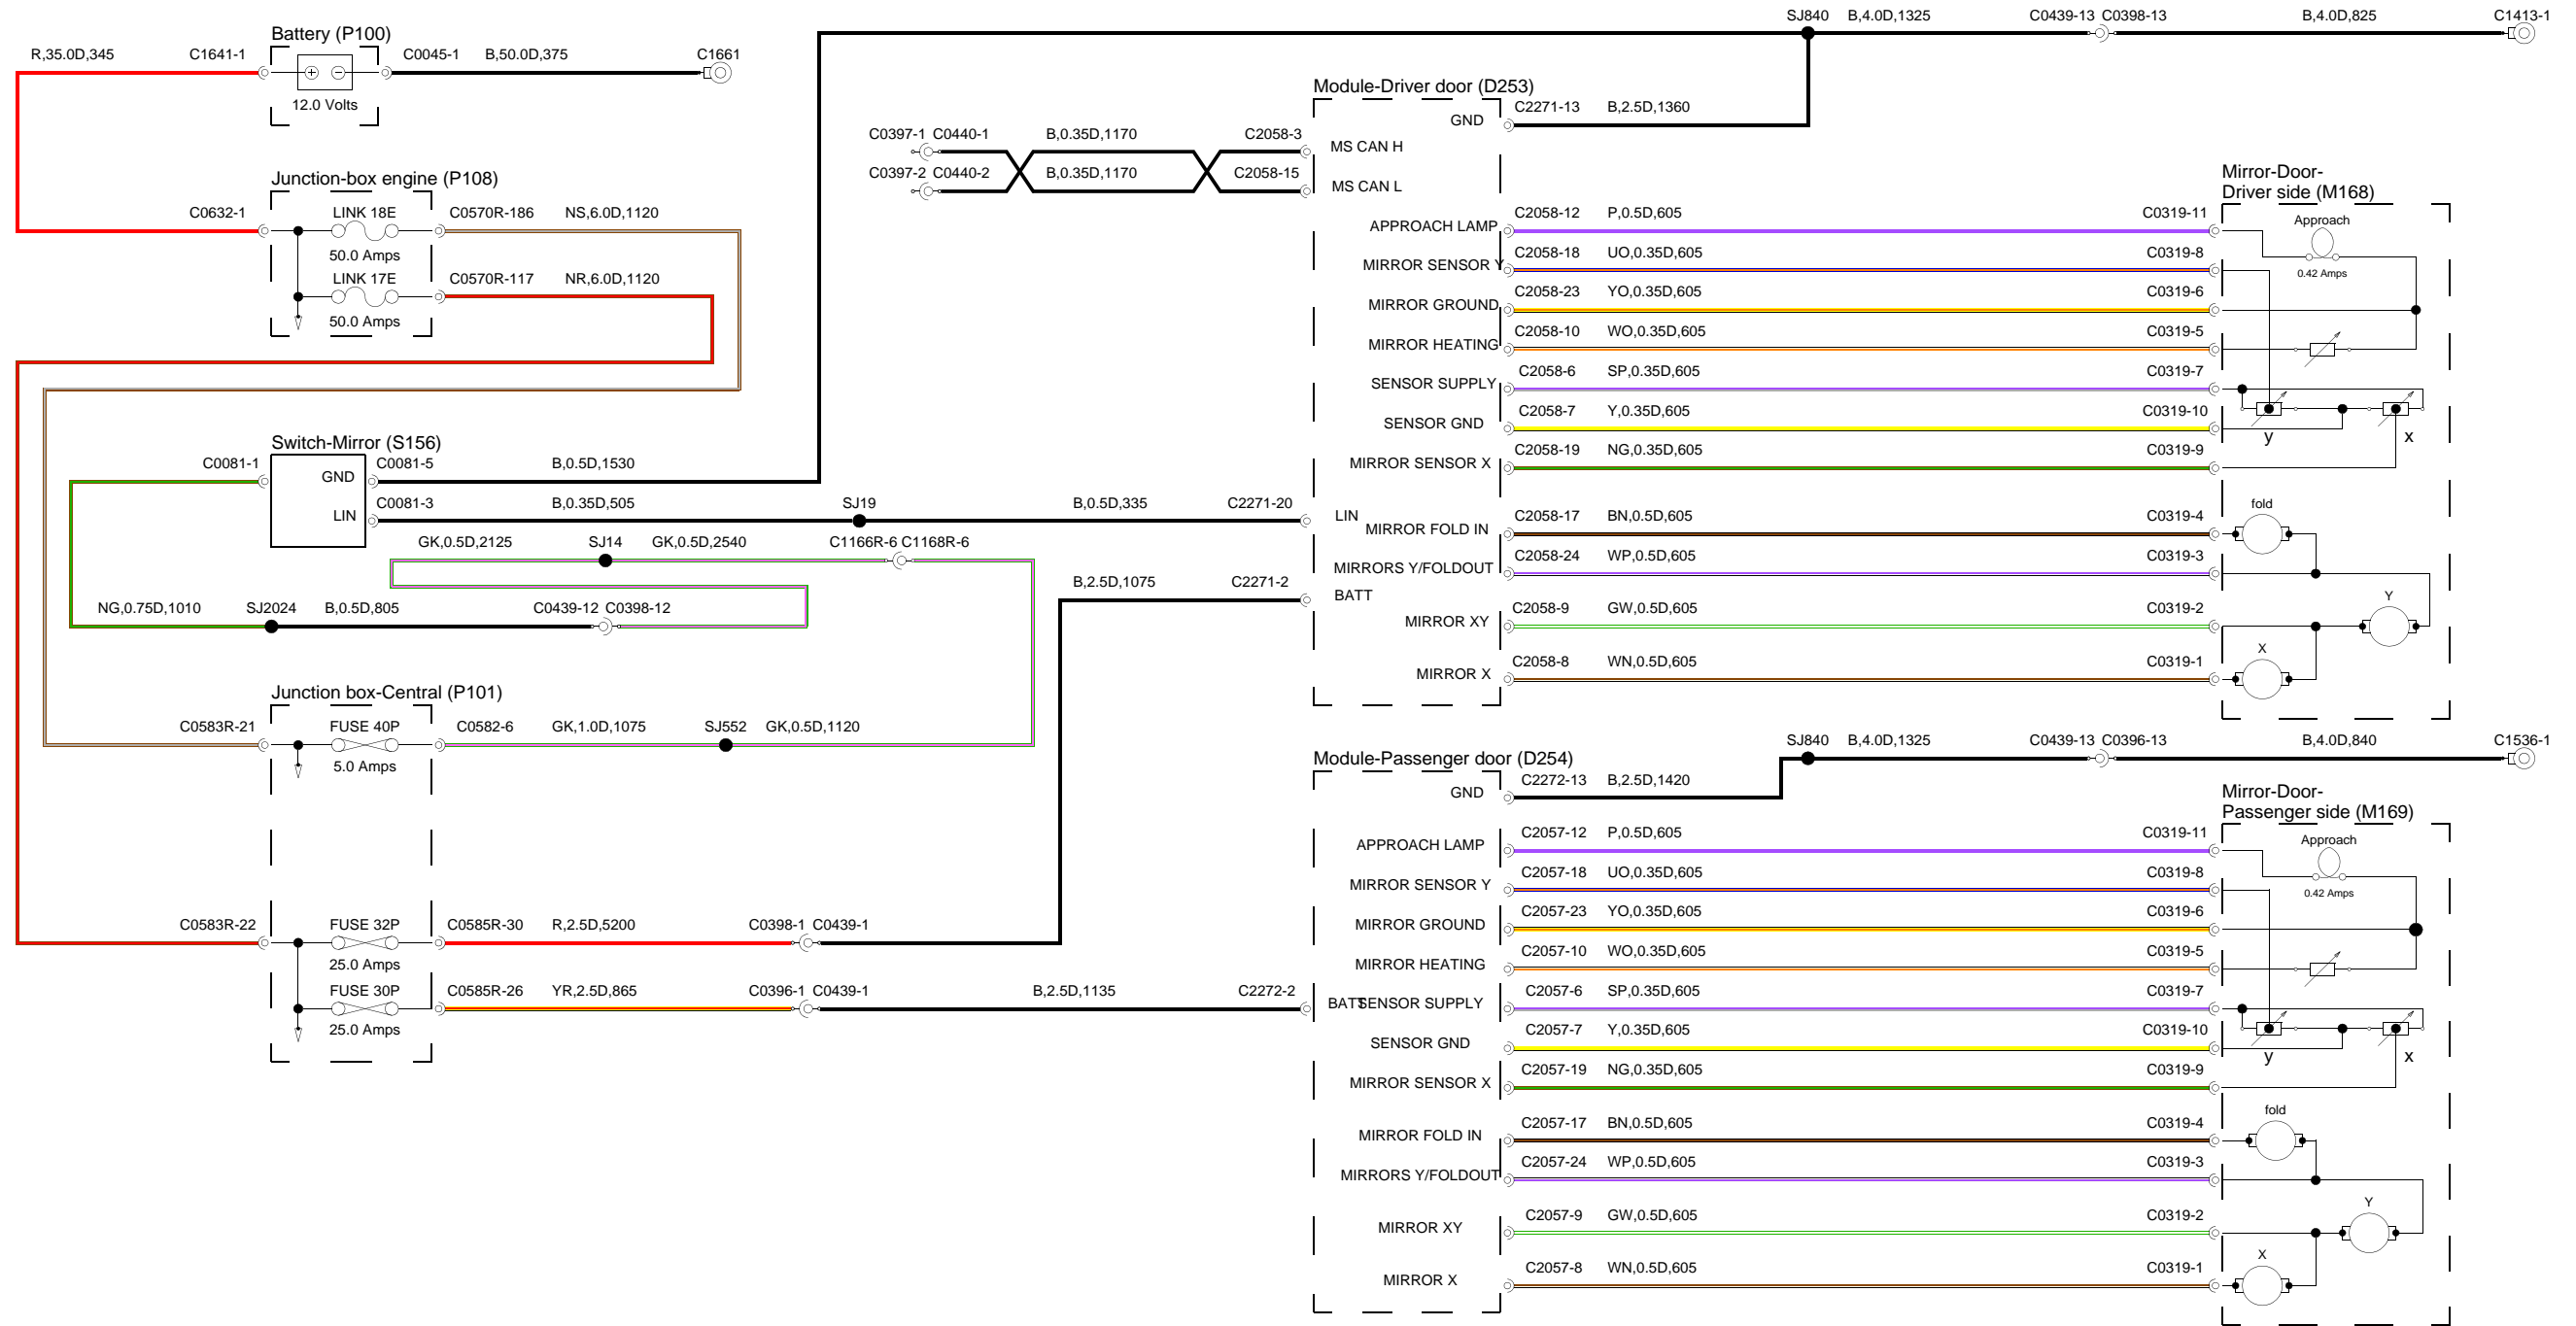 SJ840 B,4.0D,1325 C0439-13 C0398-13 B,4.0D,825 C1413-1
Battery (P100)
R,35.0D,345 C1641-1 C0045-1 B,50.0D,375 C1661
12.0 Volts
Junction-box engine (P108)
C0632-1 LINK 18E C0570R-186 NS,6.0D,1120
50.0 Amps
LINK 17E C0570R-117 NR,6.0D,1120
50.0 Amps
Switch-Mirror (S156)
C0081-1 GND C0081-5 B,0.5D,1530
LIN C0081-3 B,0.35D,505 SJ19 B,0.5D,335 C2271-20
GK,0.5D,2125 SJ14 GK,0.5D,2540 C1166R-6 C1168R-6
B,2.5D,1075 C2271-2
NG,0.75D,1010 SJ2024 B,0.5D,805 C0439-12 C0398-12
Junction box-Central (P101)
C0583R-21 FUSE 40P C0582-6 GK,1.0D,1075 SJ552 GK,0.5D,1120
5.0 Amps
C0583R-22 FUSE 32P C0585R-30 R,2.5D,5200 C0398-1 C0439-1
25.0 Amps
FUSE 30P C0585R-26 YR,2.5D,865 C0396-1 C0439-1 B,2.5D,1135 C2272-2
25.0 Amps
Module-Driver door (D253)
GND C2271-13 B,2.5D,1360
C0397-1 C0440-1 B,0.35D,1170 C2058-3 MS CAN H
C0397-2 C0440-2 B,0.35D,1170 C2058-15 MS CAN L
Mirror-Door-
Driver side (M168)
APPROACH LAMP C2058-12 P,0.5D,605 C0319-11 Approach
MIRROR SENSOR Y C2058-18 UO,0.35D,605 C0319-8 0.42 Amps
MIRROR GROUND C2058-23 YO,0.35D,605 C0319-6
MIRROR HEATING C2058-10 WO,0.35D,605 C0319-5
SENSOR SUPPLY C2058-6 SP,0.35D,605 C0319-7
SENSOR GND C2058-7 Y,0.35D,605 C0319-10 y x
MIRROR SENSOR X C2058-19 NG,0.35D,605 C0319-9
fold
LIN MIRROR FOLD IN C2058-17 BN,0.5D,605 C0319-4
MIRRORS Y/FOLDOUT C2058-24 WP,0.5D,605 C0319-3
BATT
MIRROR XY C2058-9 GW,0.5D,605 C0319-2 Y
MIRROR X C2058-8 WN,0.5D,605 C0319-1 X
Module-Passenger door (D254)
SJ840 B,4.0D,1325 C0439-13 C0396-13 B,4.0D,840 C1536-1
GND C2272-13 B,2.5D,1420
Mirror-Door-
Passenger side (M169)
APPROACH LAMP C2057-12 P,0.5D,605 C0319-11 Approach
MIRROR SENSOR Y C2057-18 UO,0.35D,605 C0319-8 0.42 Amps
MIRROR GROUND C2057-23 YO,0.35D,605 C0319-6
MIRROR HEATING C2057-10 WO,0.35D,605 C0319-5
BATT SENSOR SUPPLY C2057-6 SP,0.35D,605 C0319-7
SENSOR GND C2057-7 Y,0.35D,605 C0319-10 y x
MIRROR SENSOR X C2057-19 NG,0.35D,605 C0319-9
fold
MIRROR FOLD IN C2057-17 BN,0.5D,605 C0319-4
MIRRORS Y/FOLDOUT C2057-24 WP,0.5D,605 C0319-3
MIRROR XY C2057-9 GW,0.5D,605 C0319-2 Y
MIRROR X C2057-8 WN,0.5D,605 C0319-1 X